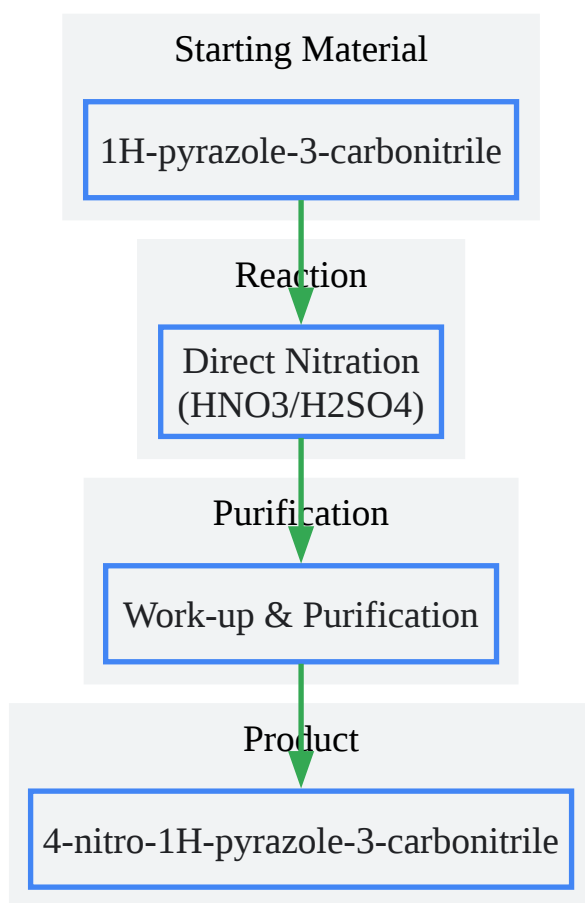 Starting Material
1H-pyrazole-3-carbonitrile
Reaction
Direct Nitration
(HNO3/H2SO4)
Purification
Work-up & Purification
Product
4-nitro-1H-pyrazole-3-carbonitrile